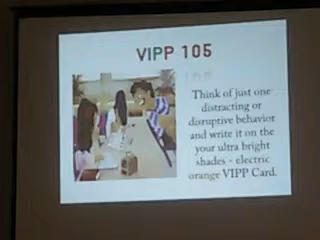 VIPP 105
Think of just one
distracting or
disruptive behavior
and write it on the
your ultra bright
shades - electric
orange VIPP Card.